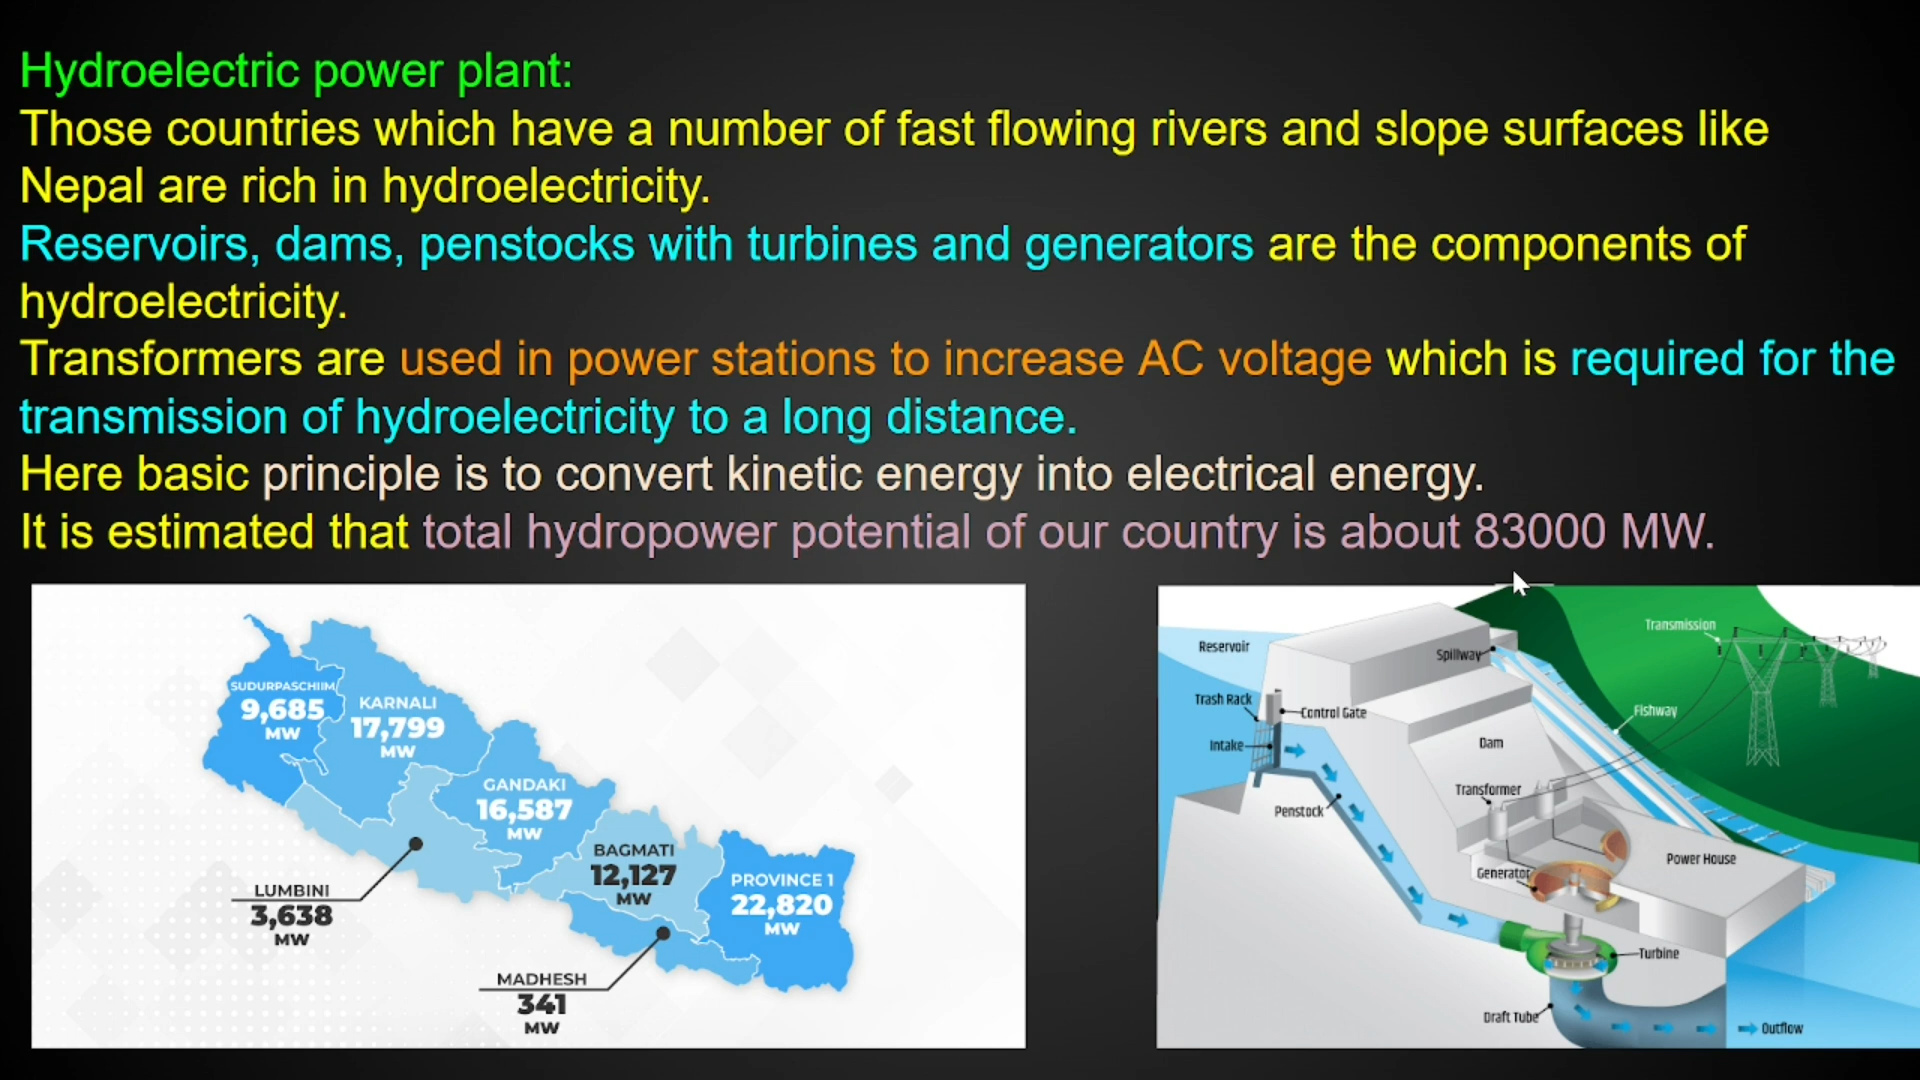 Hydroelectric power plant:
Those countries which have a number of fast flowing rivers and slope surfaces like
Nepal are rich in hydroelectricity.
Reservoirs, dams, penstocks with turbines and generators are the components of
hydroelectricity.
Transformers are used in power stations to increase AC voltage which is required for the
transmission of hydroelectricity to a long distance.
Here basic principle is to convert kinetic energy into electrical energy.
It is estimated that total hydropower potential of our country is about 83000 MW.
SUDURPASCHIIM
9,685
MW
KARNALI
17,799
MW
GANDAKI
16,587
MW
BAGMATI
12,127
MW
PROVINCE 1
22,820
MW
LUMBINI
3,638
MW
MADHESH
341
MW
Reservoir
Spillway
Transmission
Trash Rack
Control Gate
Fishway
Intake
Dam
Transformer
Penstock
Power House
Generator
Turbine
Draft Tube
Outflow